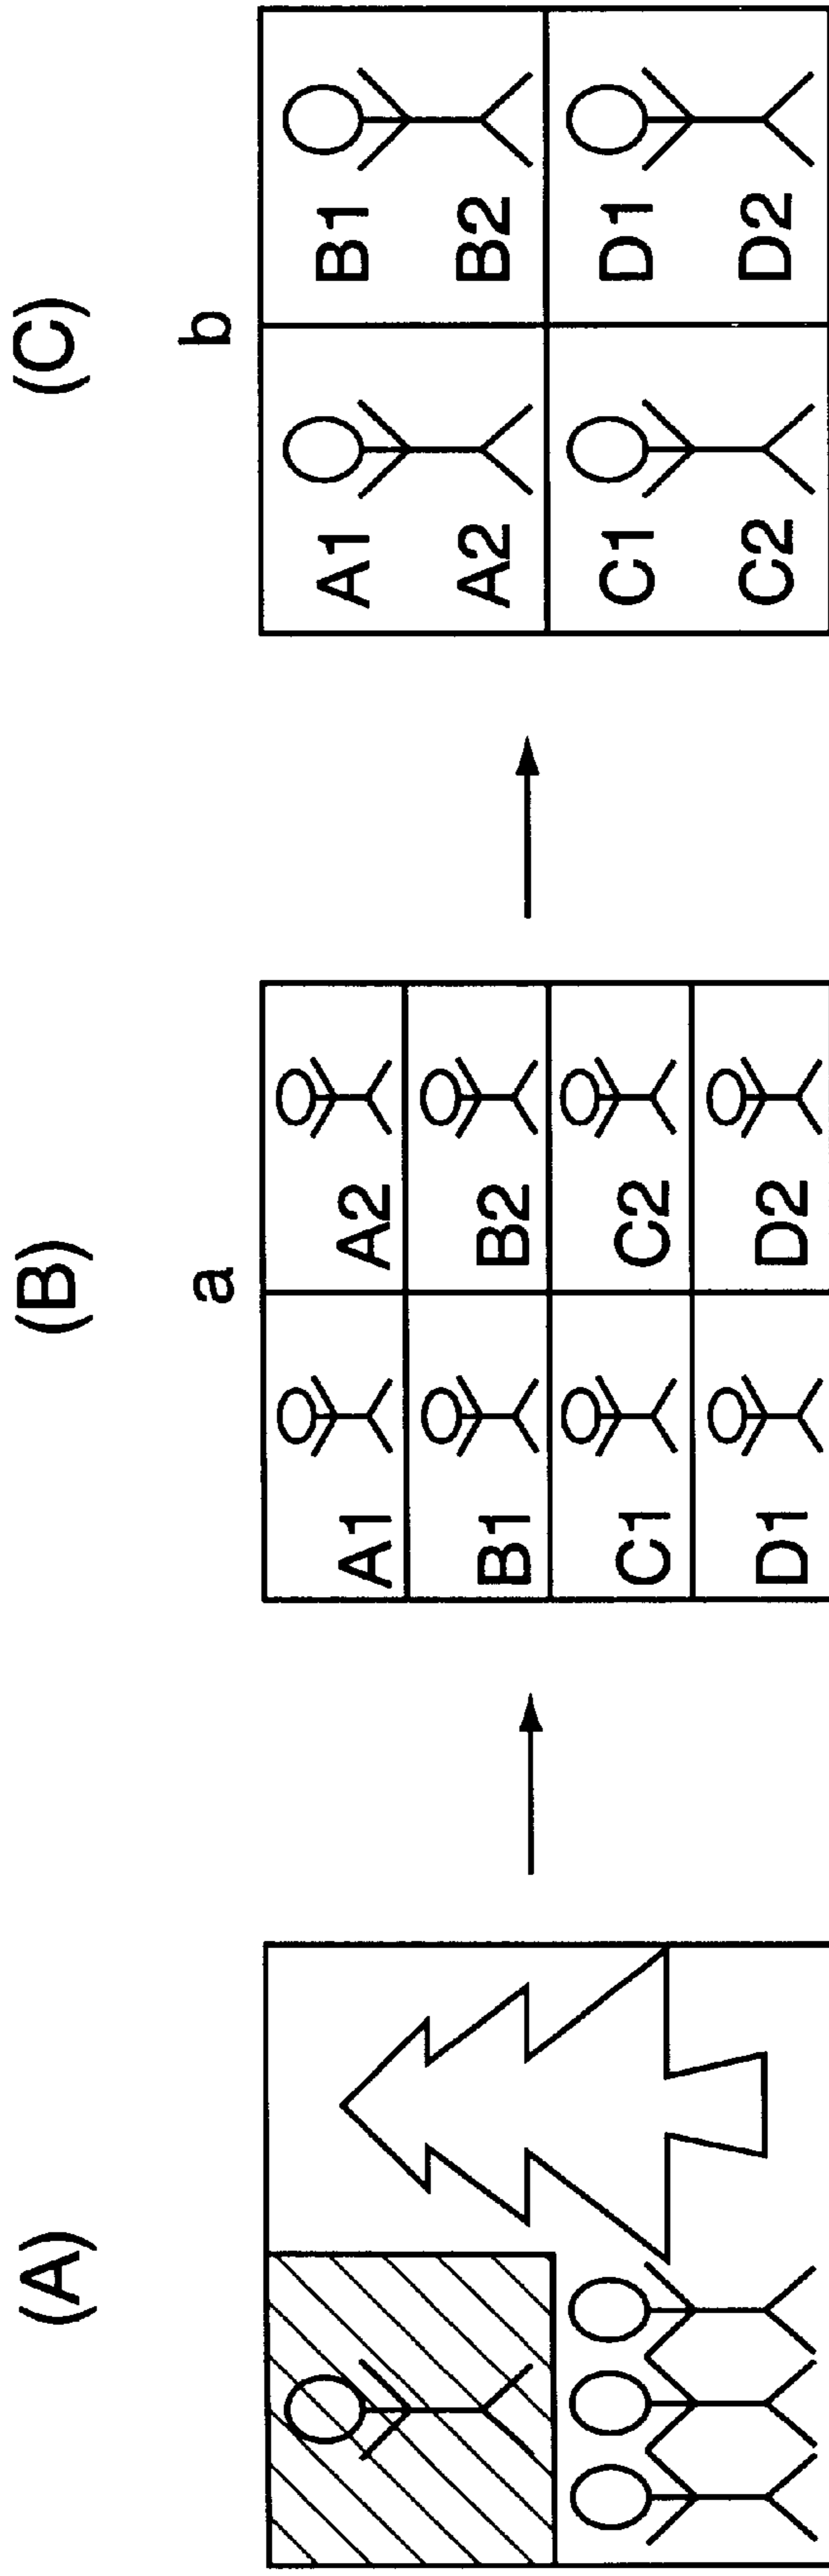 (A)
(B)
(C)
a
b
A1 A2
B1 B2
C1 C2
D1 D2
A1 B1
A2 B2
C1 D1
C2 D2